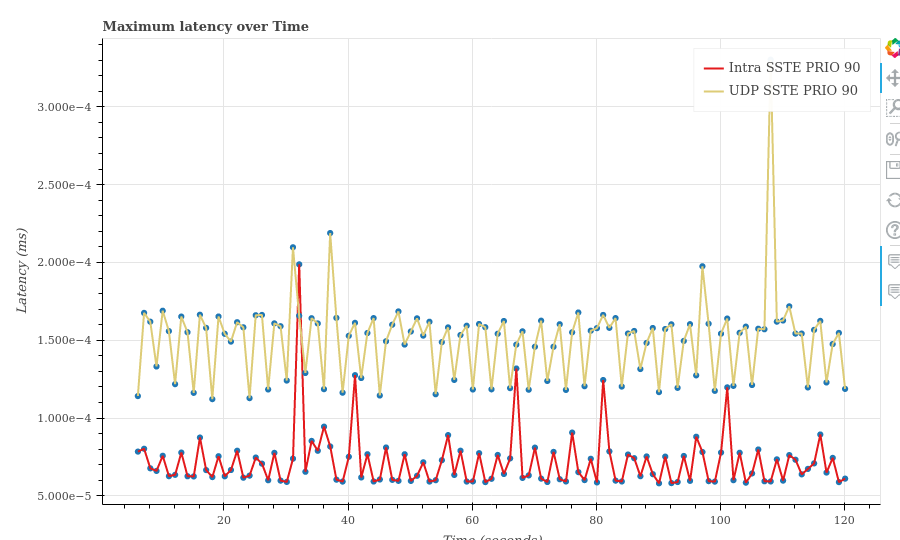 Maximum latency over Time
Intra SSTE PRIO 90
UDP SSTE PRIO 90
3.000e−4
2.500e−4
2.000e−4
1.500e−4
1.000e−4
5.000e−5
Latency (ms)
20 40 60 80 100 120
Time (seconds)